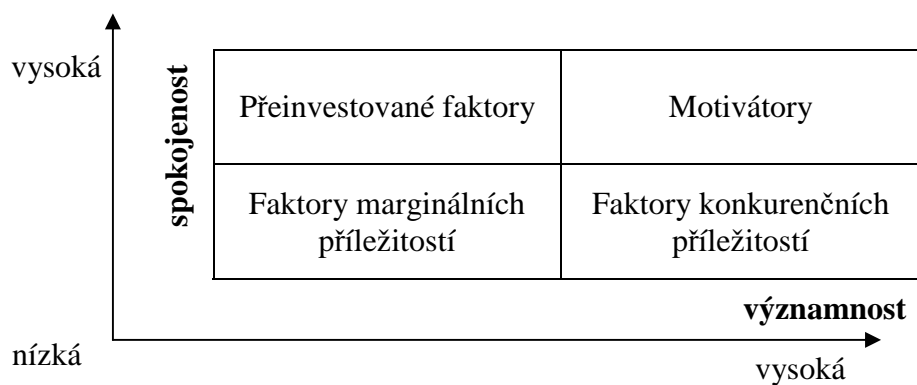 vysoká
spokojenost
Přeinvestované faktory
Motivátory
Faktory marginálních
příležitostí
Faktory konkurenčních
příležitostí
významnost
nízká
vysoká